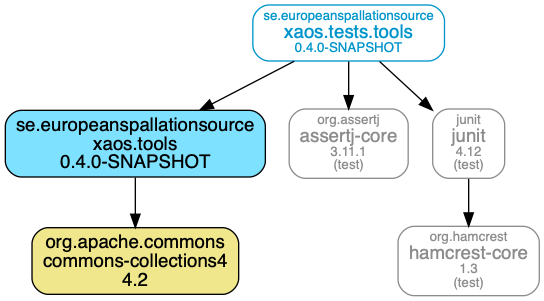 se.europeanspallationsource
xaos.tests.tools
0.4.0-SNAPSHOT
se.europeanspallationsource
xaos.tools
0.4.0-SNAPSHOT
org.assertj
assertj-core
3.11.1
(test)
junit
junit
4.12
(test)
org.apache.commons
commons-collections4
4.2
org.hamcrest
hamcrest-core
1.3
(test)